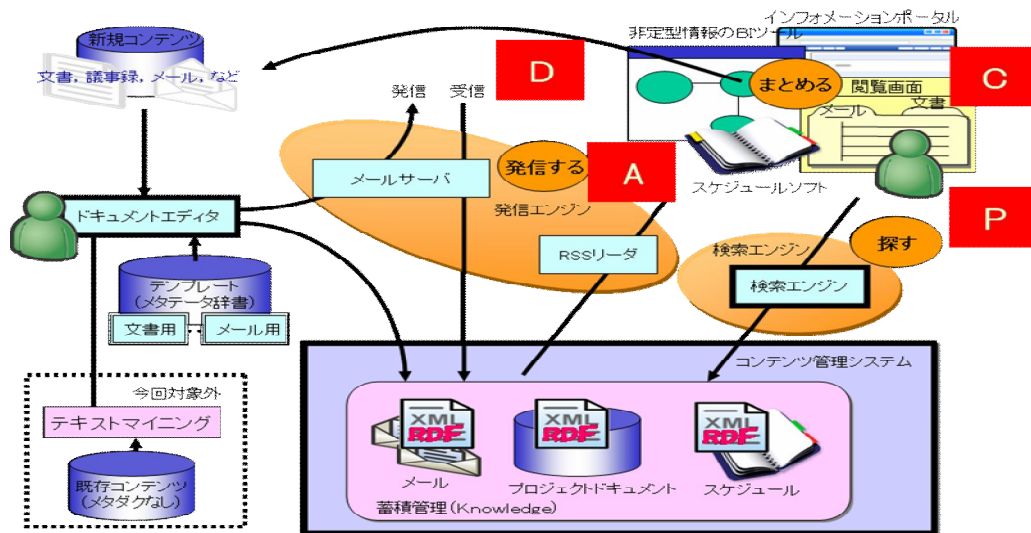 インフォメーションポータル
新規コンテンツ
文書，議事録，メール，など
非定型情報のBIツール
D
まとめる
C
閲覧画面
メール
文書
発信 受信
メールサーバ
発信する
A
スケジュールソフト
発信エンジン
P
ドキュメントエディタ
RSSリーダ
探す
検索エンジン
検索エンジン
テンプレート
(メタデータ辞書)
文書用
メール用
コンテンツ管理システム
今回対象外
テキストマイニング
XML
RDF
XML
RDF
XML
RDF
既存コンテンツ
(メタダクなし)
メール
プロジェクトドキュメント
スケジュール
蓄積管理(Knowledge)